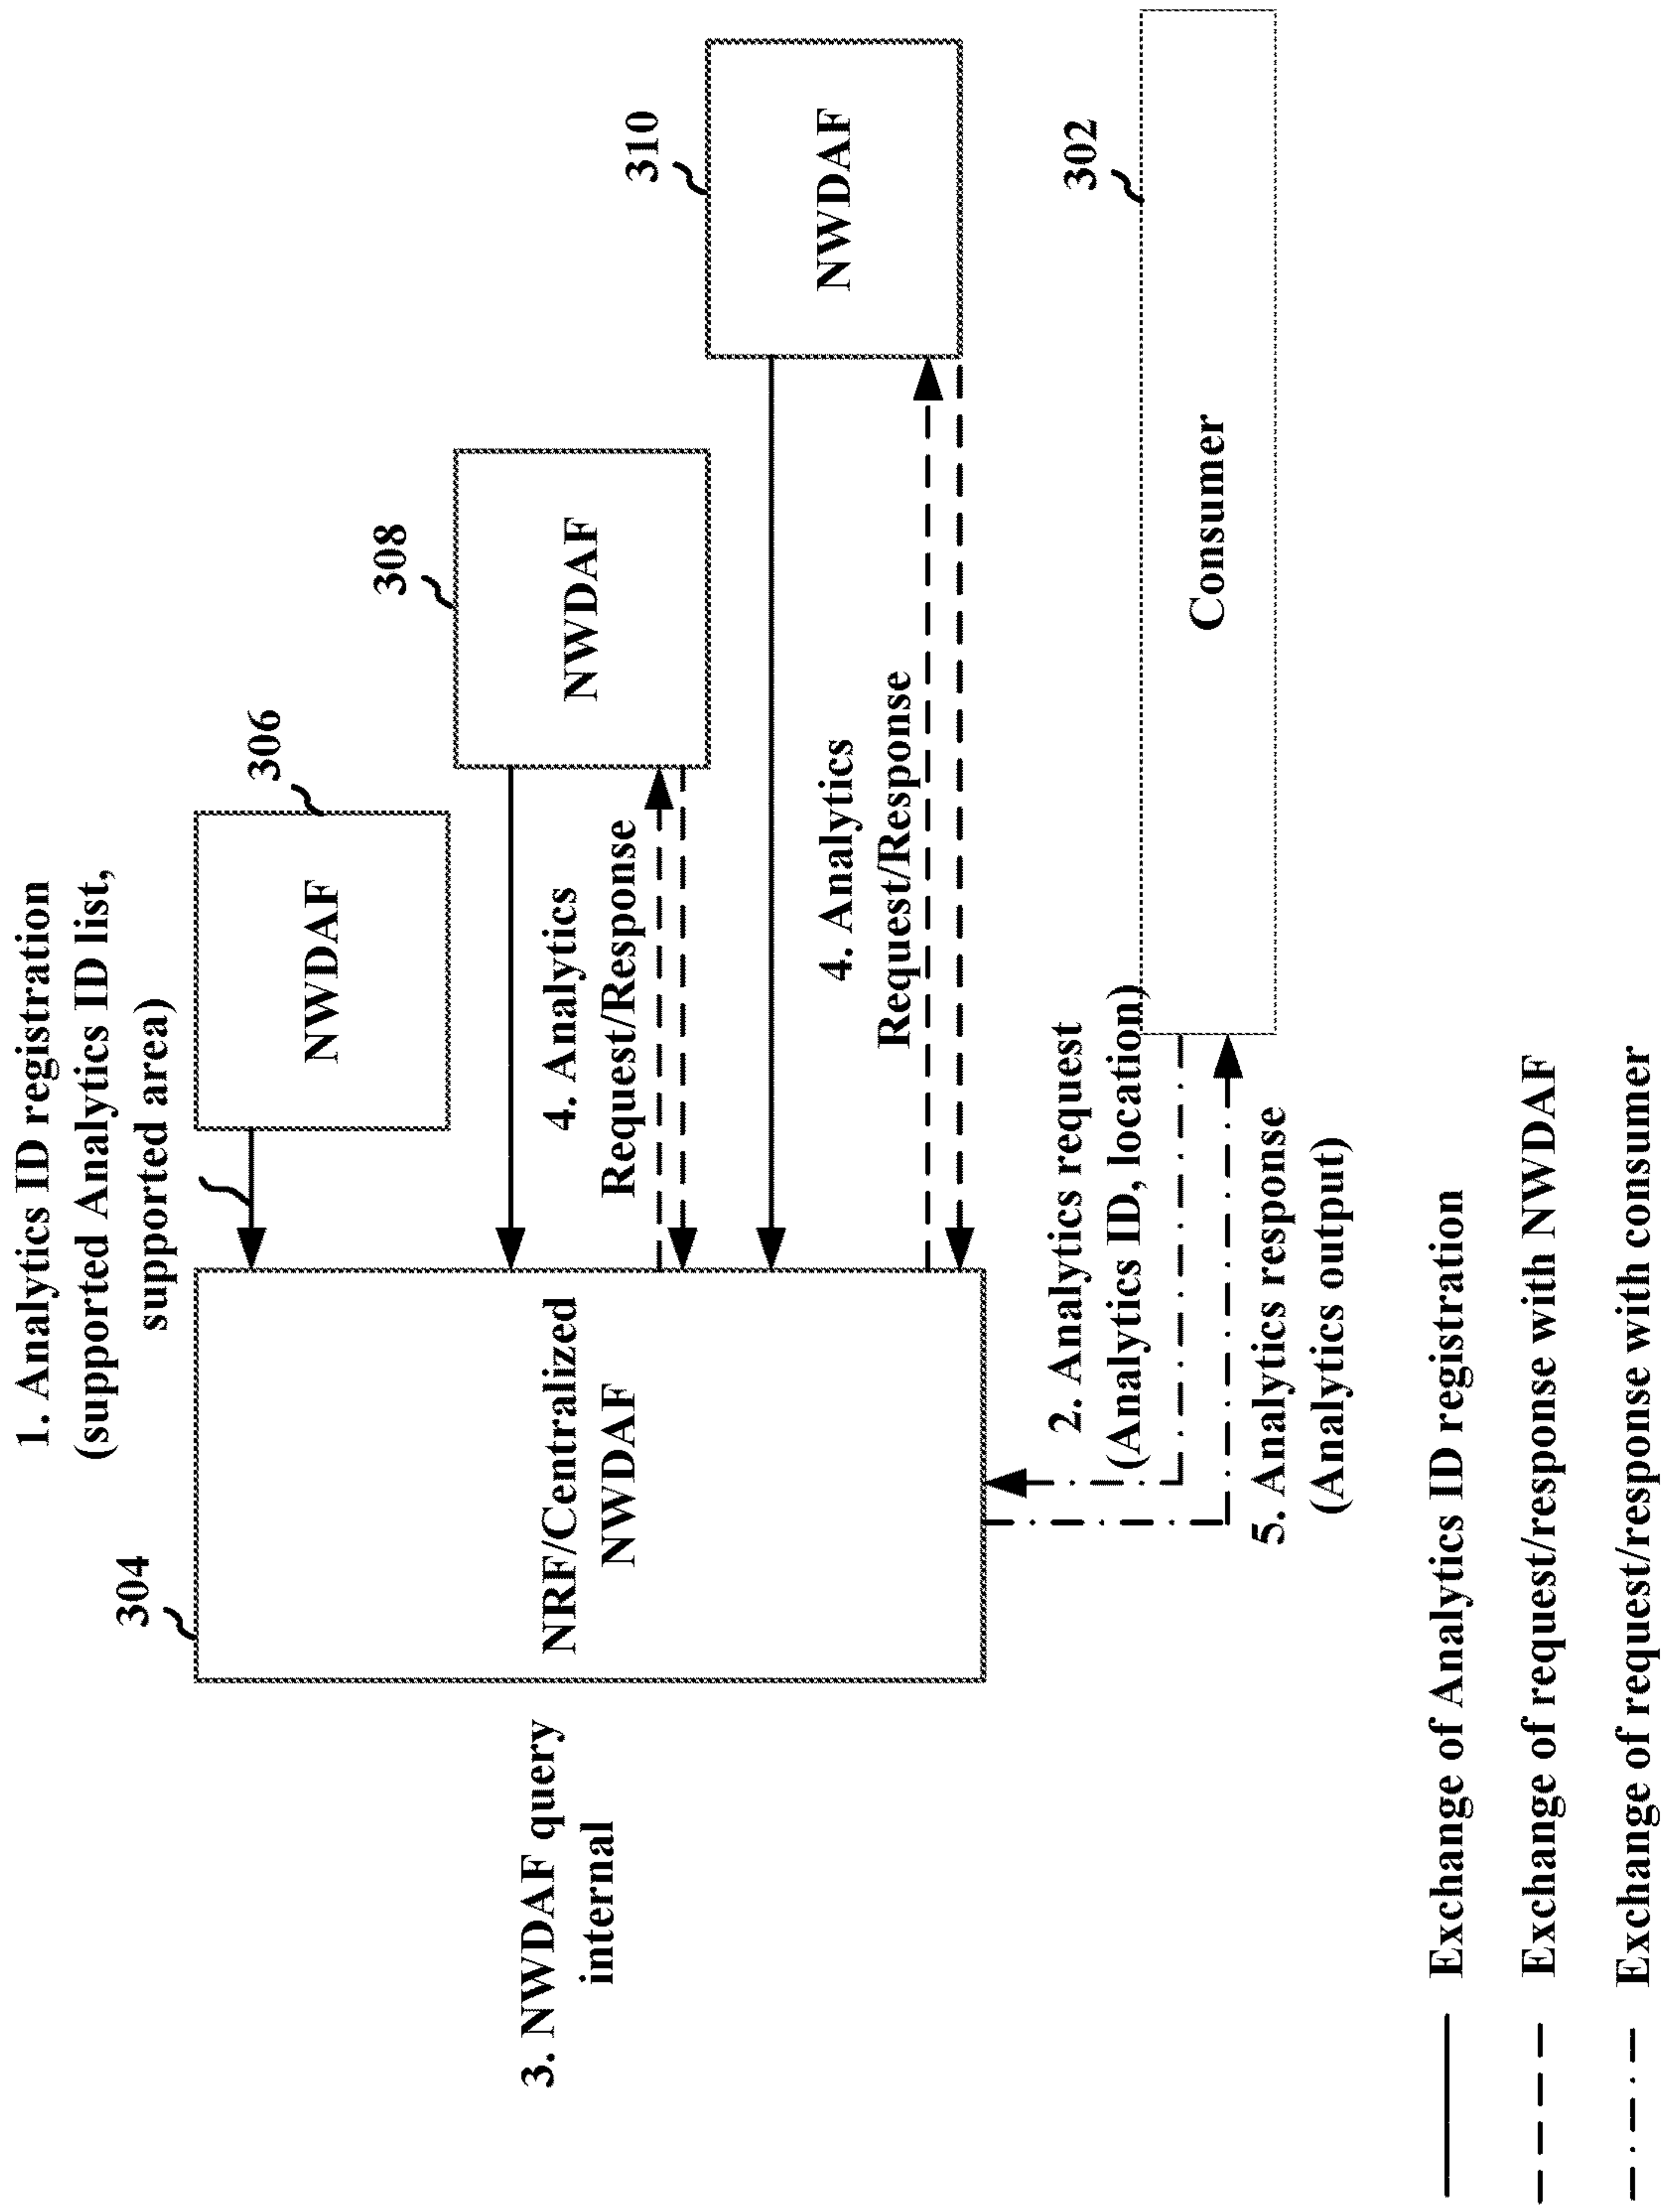 1. Analytics ID registration
(supported Analytics ID list,
supported area)
304
306
308
310
302
NWDAF
NWDAF
NWDAF
NRF/Centralized
NWDAF
3. NWDAF query
internal
4. Analytics
Request/Response
4. Analytics
Request/Response
2. Analytics request
(Analytics ID, location)
Consumer
5. Analytics response
(Analytics output)
Exchange of Analytics ID registration
Exchange of request/response with NWDAF
Exchange of request/response with consumer